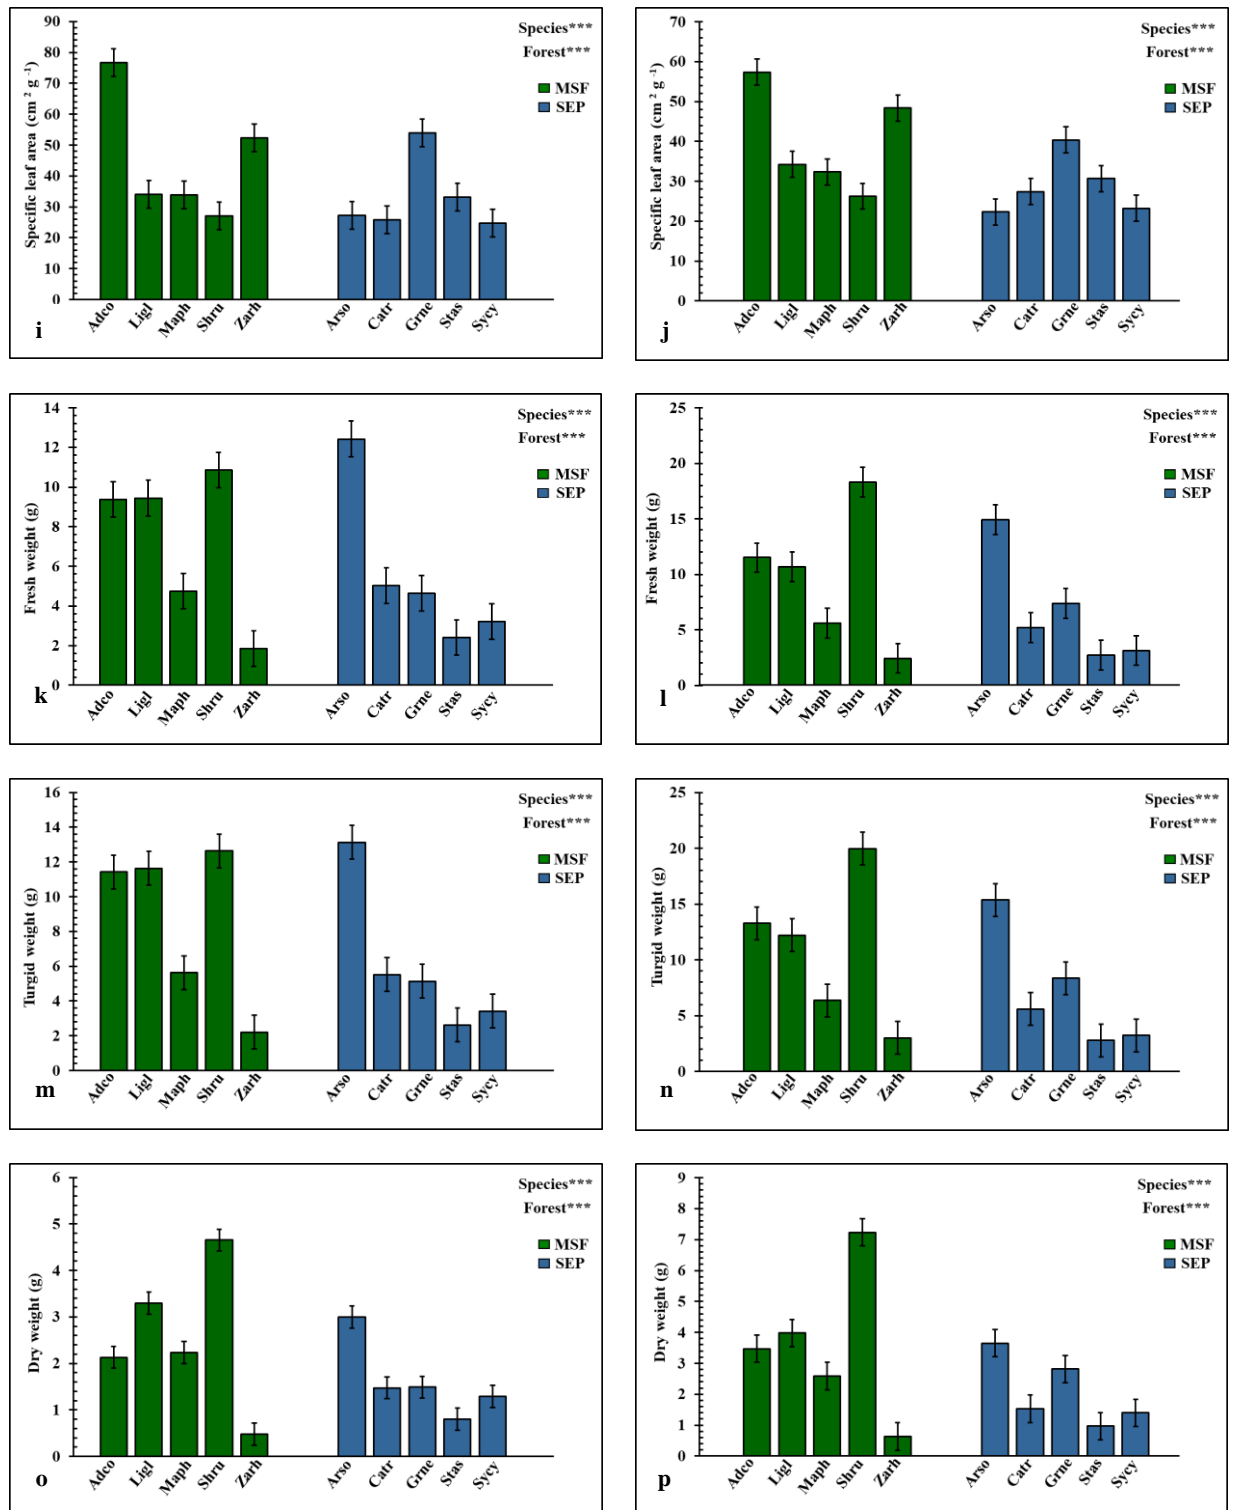 Species***
Forest***
MSF
SEP
Specific leaf area (cm ² g ⁻¹)
90
80
70
60
50
40
30
20
10
0
Adco Ligl Maph Shru Zarh Arso Catr Grne Stas Sycy
i
Species***
Forest***
MSF
SEP
Specific leaf area (cm ² g ⁻¹)
70
60
50
40
30
20
10
0
Adco Ligl Maph Shru Zarh Arso Catr Grne Stas Sycy
j
Species***
Forest***
MSF
SEP
Fresh weight (g)
14
12
10
8
6
4
2
0
Adco Ligl Maph Shru Zarh Arso Catr Grne Stas Sycy
k
Species***
Forest***
MSF
SEP
Fresh weight (g)
25
20
15
10
5
0
Adco Ligl Maph Shru Zarh Arso Catr Grne Stas Sycy
l
Species***
Forest***
MSF
SEP
Turgid weight (g)
16
14
12
10
8
6
4
2
0
Adco Ligl Maph Shru Zarh Arso Catr Grne Stas Sycy
m
Species***
Forest***
MSF
SEP
Turgid weight (g)
25
20
15
10
5
0
Adco Ligl Maph Shru Zarh Arso Catr Grne Stas Sycy
n
Species***
Forest***
MSF
SEP
Dry weight (g)
6
5
4
3
2
1
0
Adco Ligl Maph Shru Zarh Arso Catr Grne Stas Sycy
o
Species***
Forest***
MSF
SEP
Dry weight (g)
9
8
7
6
5
4
3
2
1
0
Adco Ligl Maph Shru Zarh Arso Catr Grne Stas Sycy
p